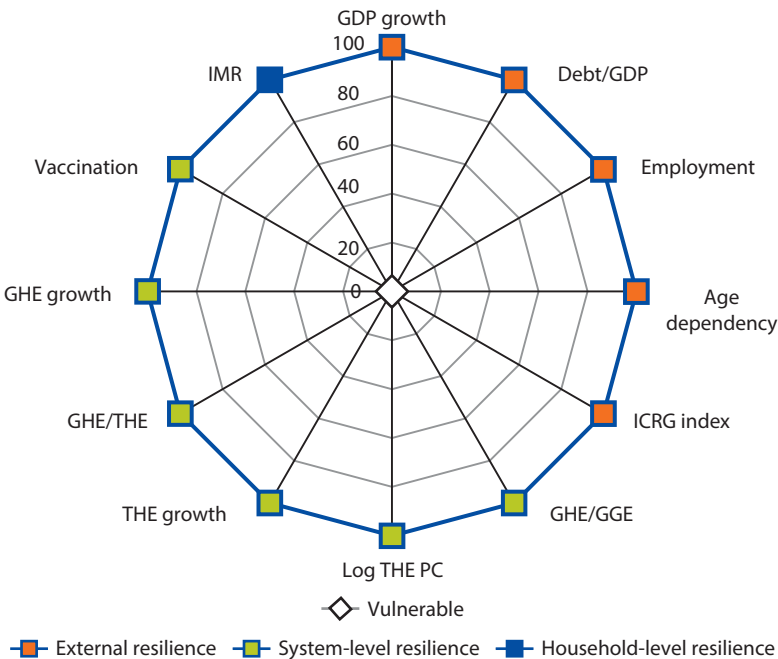 GDP growth
100
IMR
Debt/GDP
80
Vaccination
60
Employment
40
20
GHE growth
0
Age
dependency
GHE/THE
ICRG index
THE growth
GHE/GGE
Log THE PC
Vulnerable
External resilience
System-level resilience
Household-level resilience